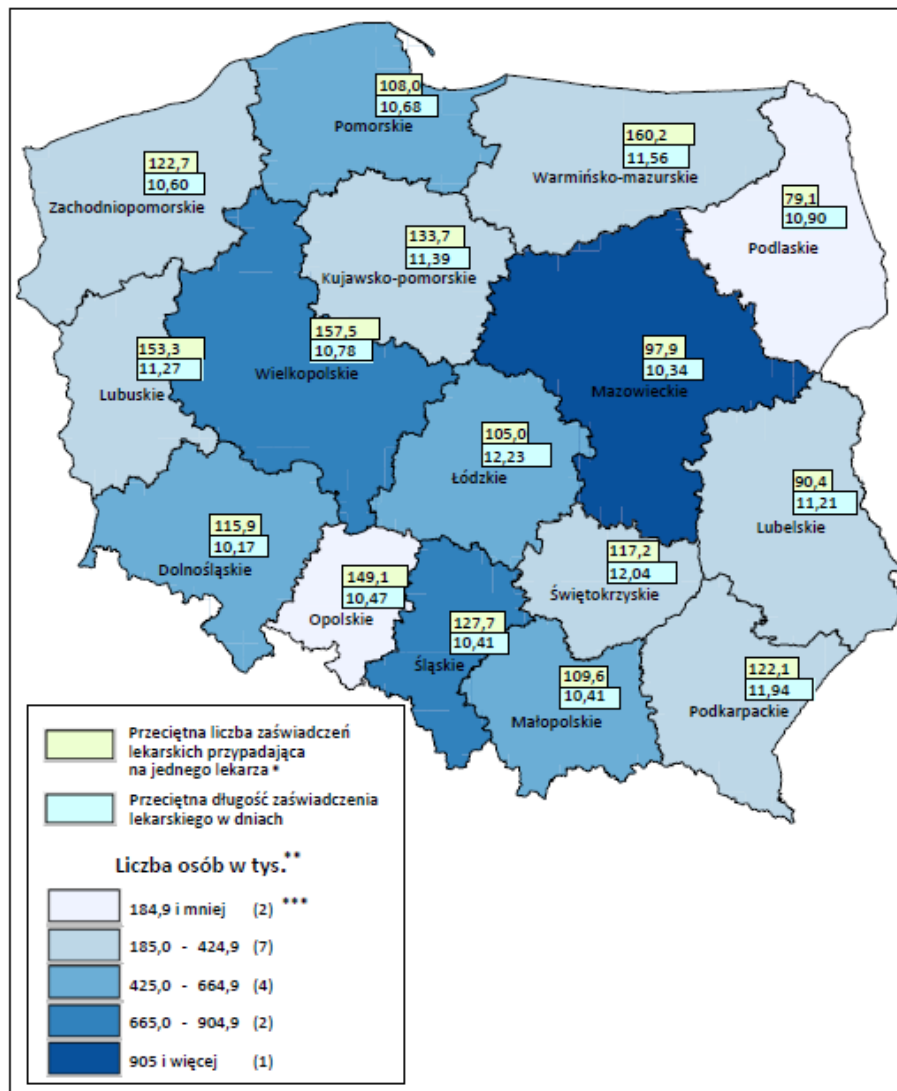 108,0
10,68
Pomorskie
160,2
11,56
Warmińsko-mazurskie
122,7
10,60
Zachodniopomorskie
79,1
10,90
Podlaskie
133,7
11,39
Kujawsko-pomorskie
157,5
10,78
Wielkopolskie
153,3
11,27
Lubuskie
97,9
10,34
Mazowieckie
105,0
12,23
Łódzkie
90,4
11,21
Lubelskie
115,9
10,17
Dolnośląskie
117,2
12,04
Świętokrzyskie
149,1
10,47
Opolskie
127,7
10,41
Śląskie
109,6
10,41
Małopolskie
122,1
11,94
Podkarpackie
Przeciętna liczba zaświadczeń
lekarskich przypadająca
na jednego lekarza *
Przeciętna długość zaświadczenia
lekarskiego w dniach
Liczba osób w tys.**
184,9 i mniej (2) ***
185,0 - 424,9 (7)
425,0 - 664,9 (4)
665,0 - 904,9 (2)
905 i więcej (1)